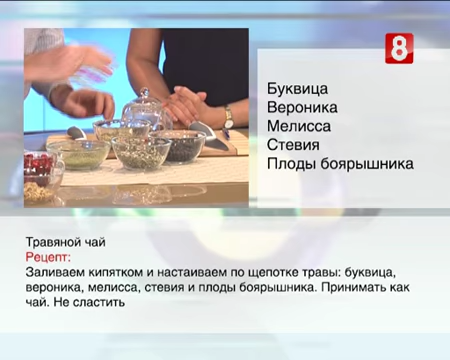 8
Буквица
Вероника
Мелисса
Стевия
Плоды боярышника
Травяной чай
Рецепт:
Заливаем кипятком и настаиваем по щепотке травы: буквица,
вероника, мелисса, стевия и плоды боярышника. Принимать как
чай. Не сластить